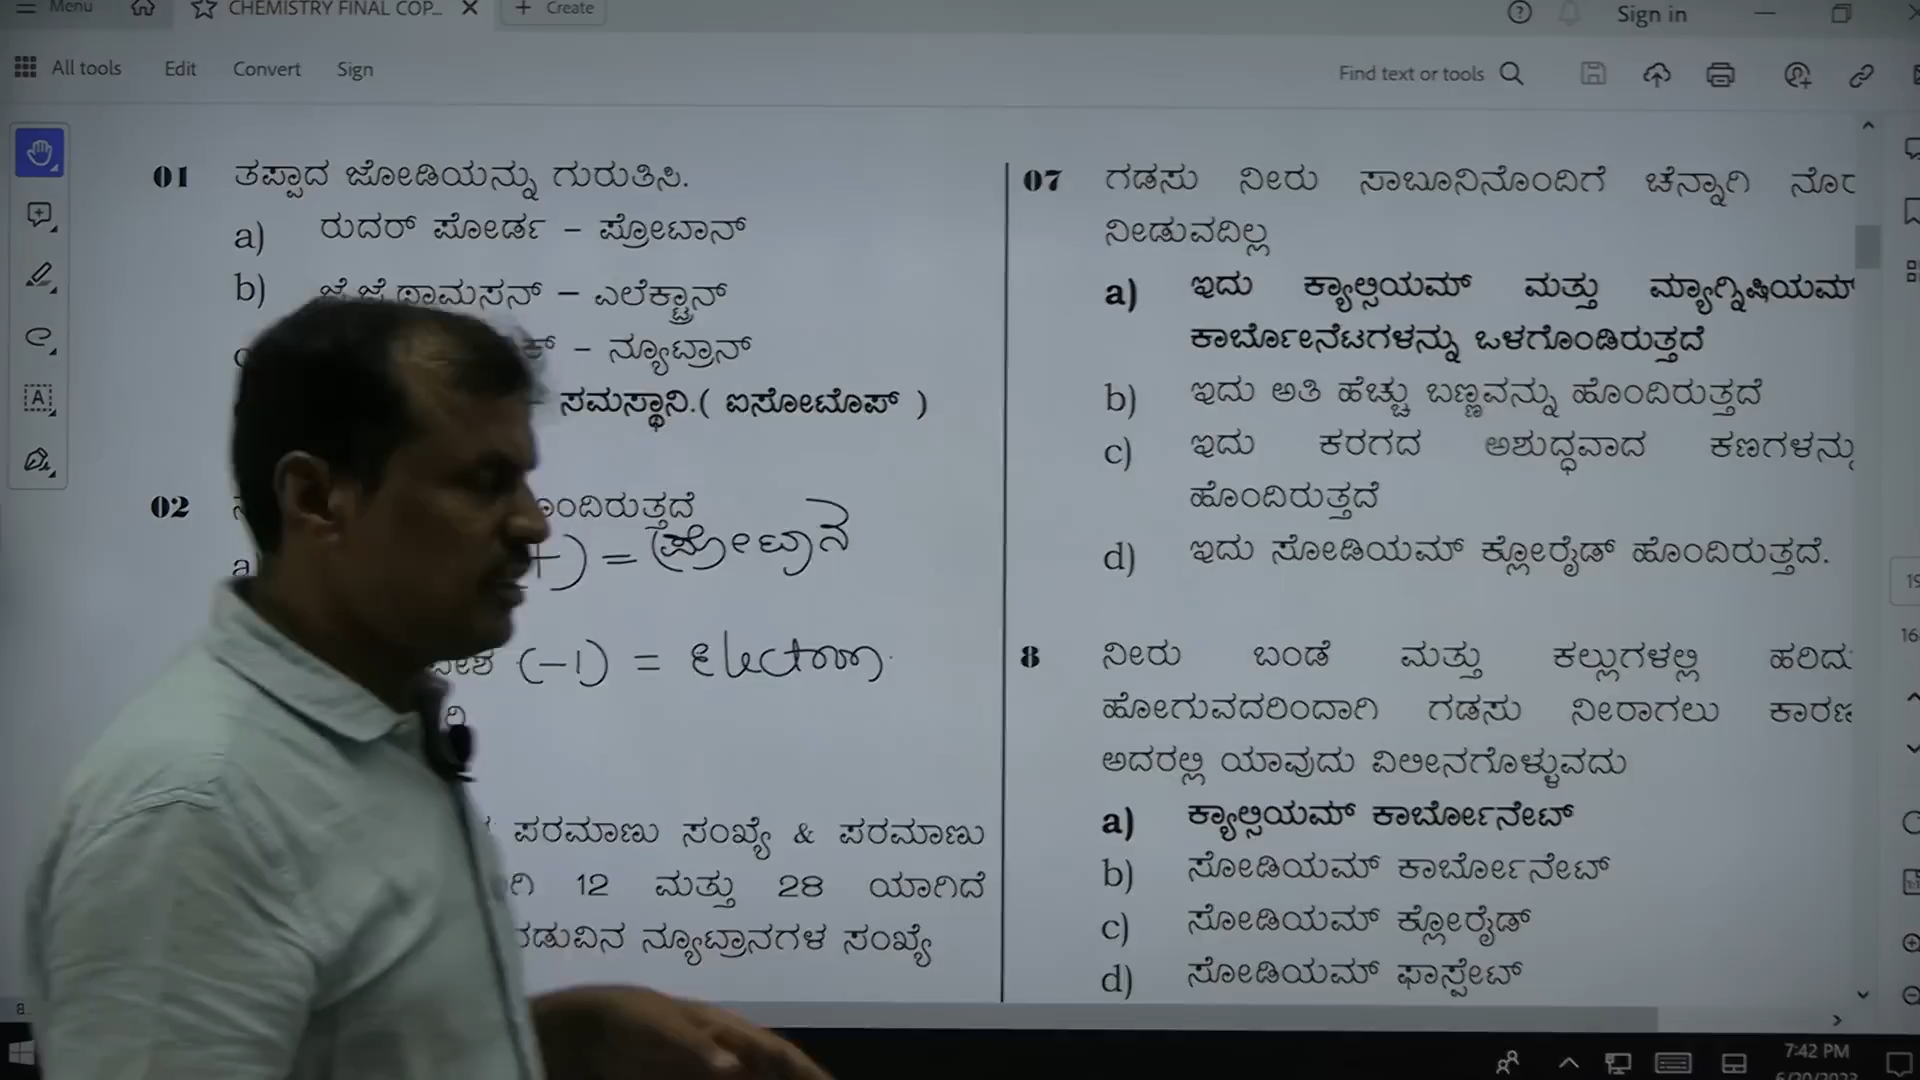 Menu CHEMISTRY FINAL COP... Create Sign in
All tools Edit Convert Sign Find text or tools
01 ತಪ್ಪಾದ ಜೋಡಿಯನ್ನು ಗುರುತಿಸಿ.
a) ರುದರ್ ಪೋರ್ಡ – ಪ್ರೋಟಾನ್
b) ಜೆ.ಜೆ.ಥಾಮಸನ್ – ಎಲೆಕ್ಟ್ರಾನ್
– ನ್ಯೂಟ್ರಾನ್
ಸಮಸ್ಥಾನಿ.( ಐಸೋಟೊಪ್ )
02
a = ಪ್ರೋಟಾನ
(–1) = Electron
ಪರಮಾಣು ಸಂಖ್ಯೆ & ಪರಮಾಣು
12 ಮತ್ತು 28 ಯಾಗಿದೆ
ನ್ಯೂಟ್ರಾನಗಳ ಸಂಖ್ಯೆ
07 ಗಡಸು ನೀರು ಸಾಬೂನಿನೊಂದಿಗೆ ಚೆನ್ನಾಗಿ
ನೀಡುವದಿಲ್ಲ
a) ಇದು ಕ್ಯಾಲ್ಸಿಯಮ್ ಮತ್ತು ಮ್ಯಾಗ್ನಿಷಿಯಮ್
ಕಾರ್ಬೋನೆಟಗಳನ್ನು ಒಳಗೊಂಡಿರುತ್ತದೆ
b) ಇದು ಅತಿ ಹೆಚ್ಚು ಬಣ್ಣವನ್ನು ಹೊಂದಿರುತ್ತದೆ
c) ಇದು ಕರಗದ ಅಶುದ್ಧವಾದ ಕಣಗಳನ್ನು
ಹೊಂದಿರುತ್ತದೆ
d) ಇದು ಸೋಡಿಯಮ್ ಕ್ಲೋರೈಡ್ ಹೊಂದಿರುತ್ತದೆ.
8 ನೀರು ಬಂಡೆ ಮತ್ತು ಕಲ್ಲುಗಳಲ್ಲಿ ಹರಿದು
ಹೋಗುವದರಿಂದಾಗಿ ಗಡಸು ನೀರಾಗಲು ಕಾರಣ
ಅದರಲ್ಲಿ ಯಾವುದು ವಿಲೀನಗೊಳ್ಳುವದು
a) ಕ್ಯಾಲ್ಸಿಯಮ್ ಕಾರ್ಬೋನೇಟ್
b) ಸೋಡಿಯಮ್ ಕಾರ್ಬೋನೇಟ್
c) ಸೋಡಿಯಮ್ ಕ್ಲೋರೈಡ್
d) ಸೋಡಿಯಮ್ ಫಾಸ್ಪೇಟ್
7:42 PM